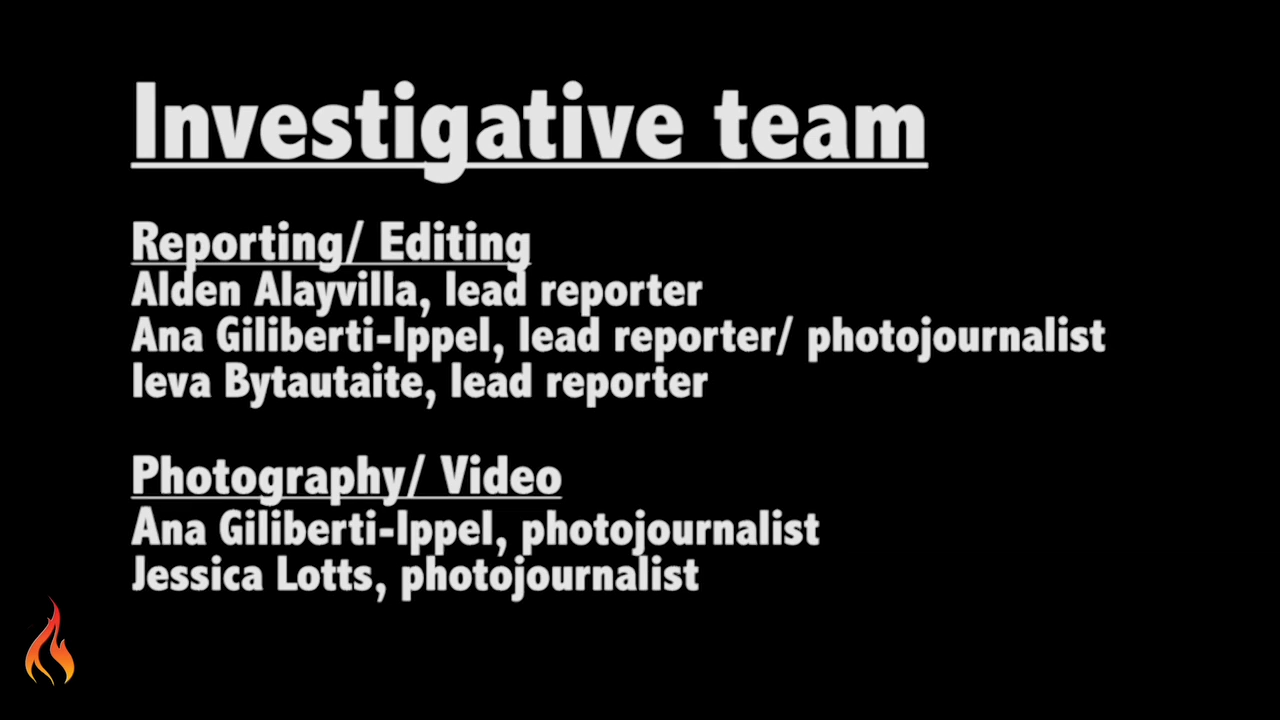 Investigative team
Reporting/ Editing
Alden Alayvilla, lead reporter
Ana Giliberti-Ippel, lead reporter/ photojournalist
Ieva Bytautaite, lead reporter
Photography/ Video
Ana Giliberti-Ippel, photojournalist
Jessica Lotts, photojournalist